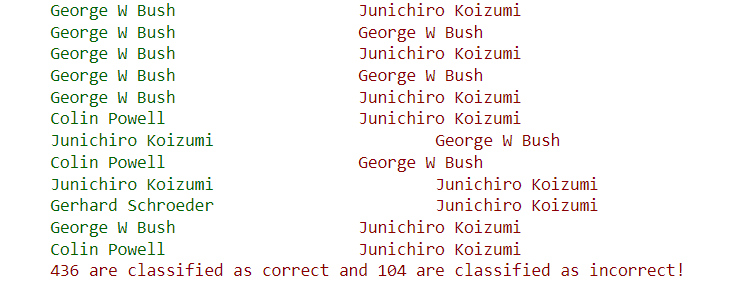 George W Bush Junichiro Koizumi
George W Bush George W Bush
George W Bush Junichiro Koizumi
George W Bush George W Bush
George W Bush Junichiro Koizumi
Colin Powell Junichiro Koizumi
Junichiro Koizumi George W Bush
Colin Powell George W Bush
Junichiro Koizumi Junichiro Koizumi
Gerhard Schroeder Junichiro Koizumi
George W Bush Junichiro Koizumi
Colin Powell Junichiro Koizumi
436 are classified as correct and 104 are classified as incorrect!